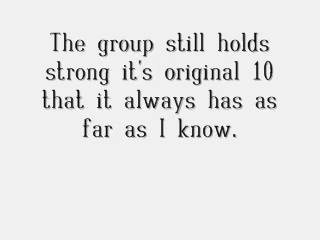 The group still holds
strong it's original 10
that it always has as
far as I know.